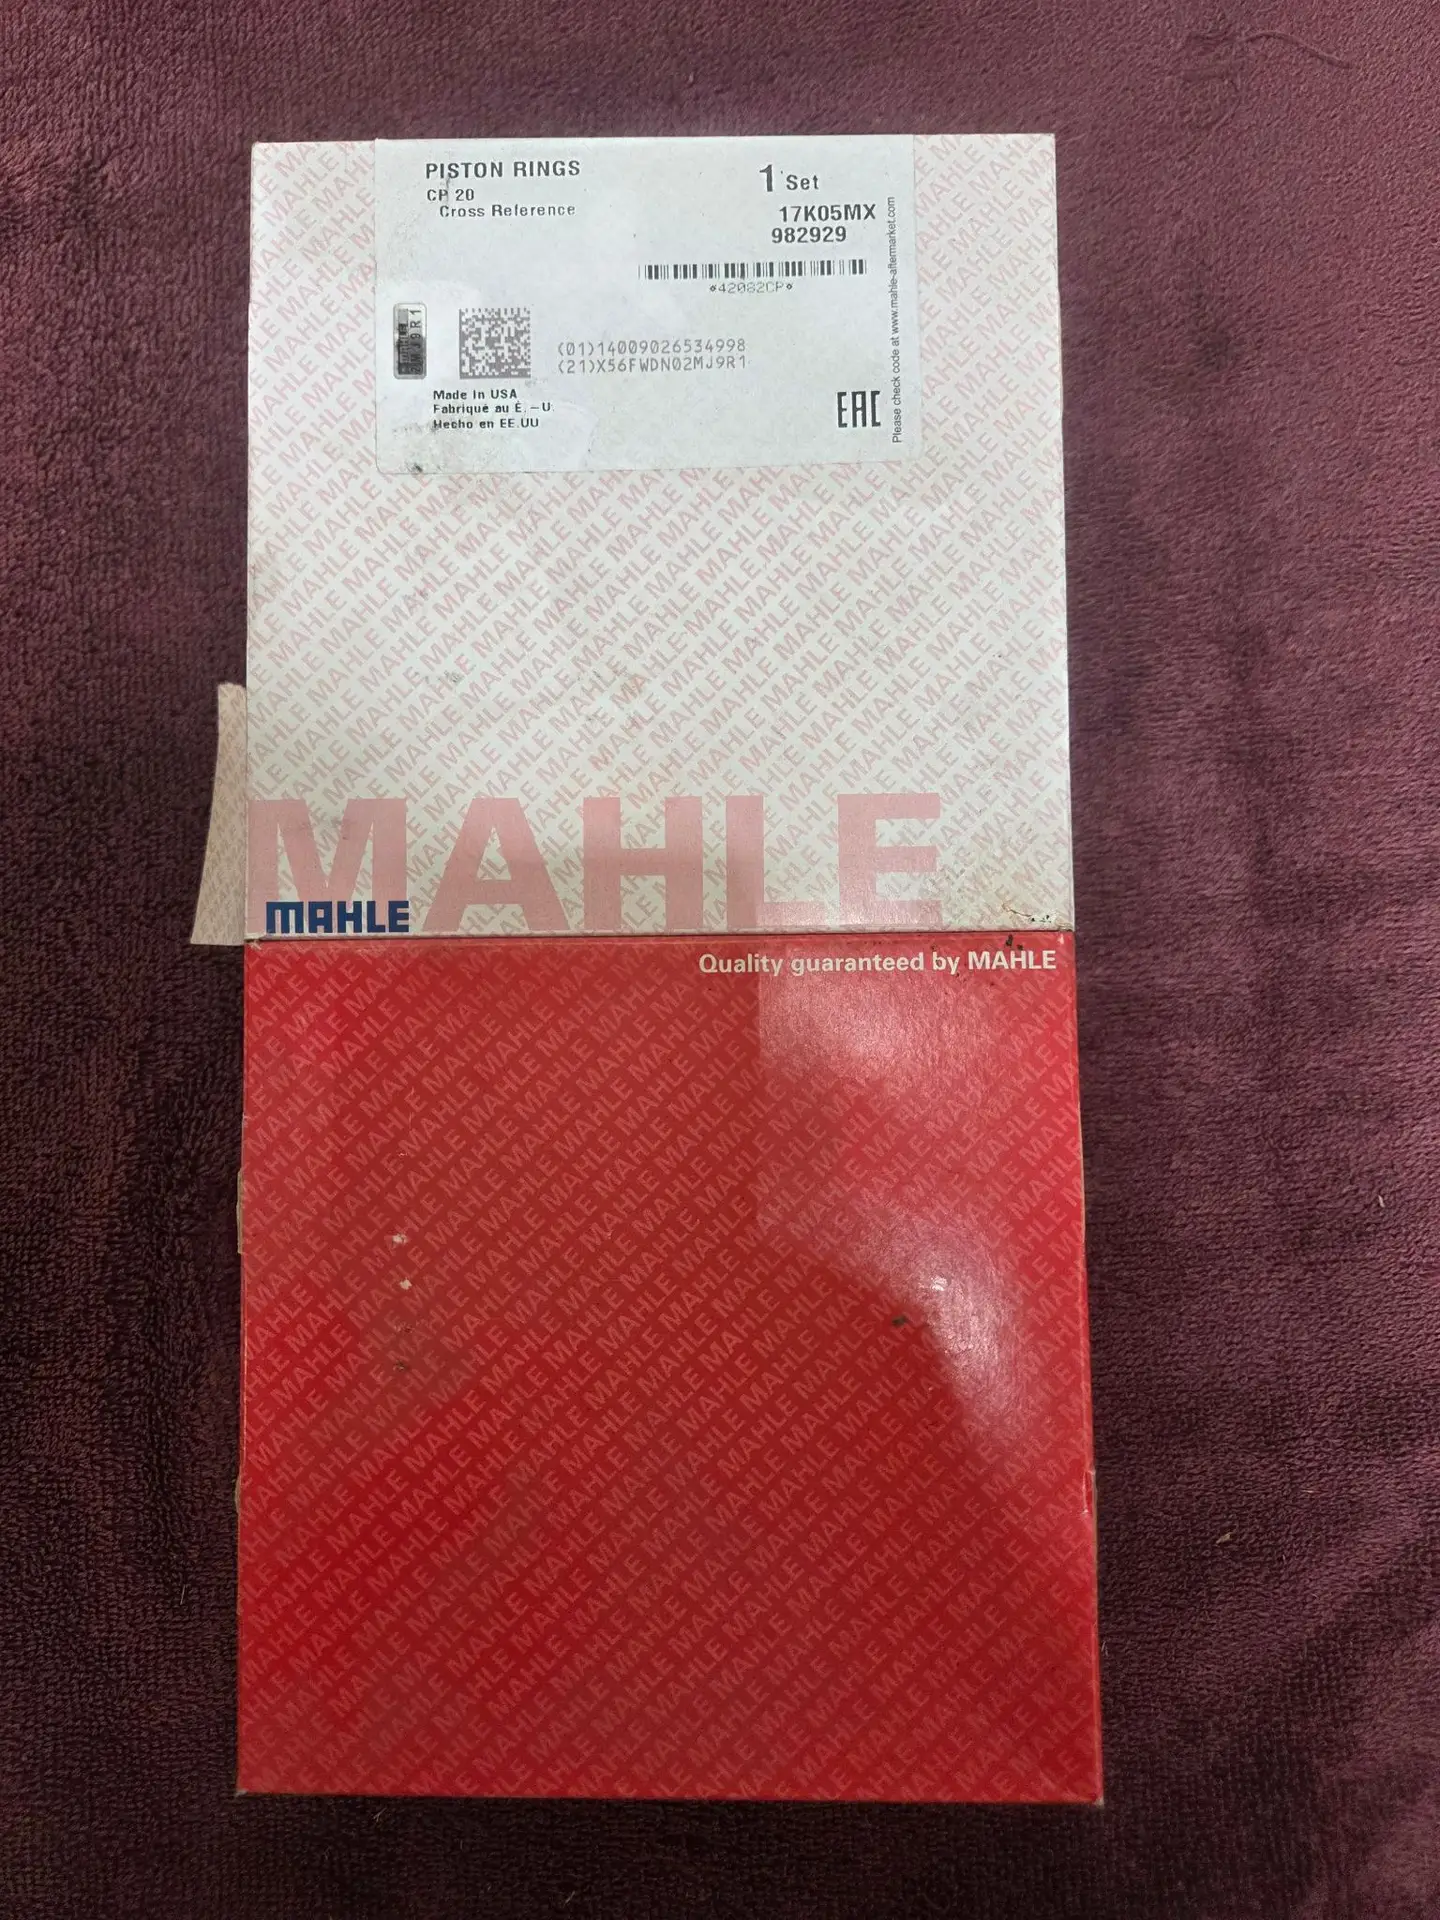 PISTON RINGS
1 Set
CP 20
Cross Reference
17K05MX
982929
*42082CP*
(01)14009026534998
(21)X56FWDN02MJ9R1
Made In USA
Fabriqué au É.-U.
Hecho en EE.UU
EAC
Please check code at www.mahle-aftermarket.com
MAHLE
MAHLE
Quality guaranteed by MAHLE